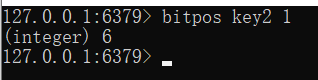 127.0.0.1:6379> bitpos key2 1
(integer) 6
127.0.0.1:6379>